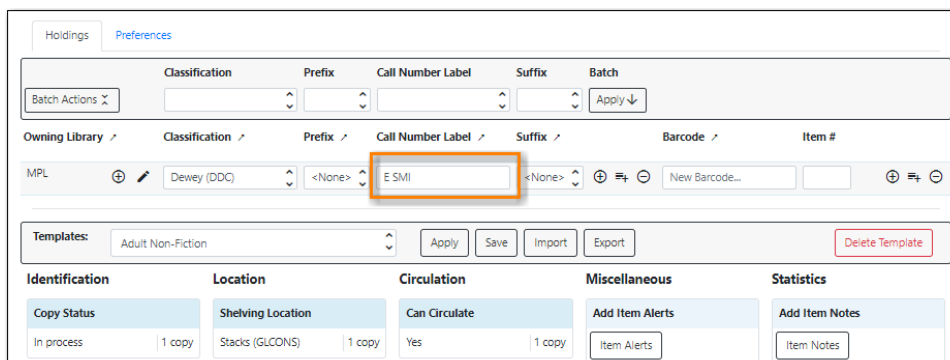 Holdings Preferences
Classification Prefix Call Number Label Suffix Batch
Batch Actions Apply
Owning Library Classification Prefix Call Number Label Suffix Barcode Item #
MPL Dewey (DDC) <None> E SMI <None> New Barcode...
Templates: Adult Non-Fiction Apply Save Import Export Delete Template
Identification Location Circulation Miscellaneous Statistics
Copy Status Shelving Location Can Circulate Add Item Alerts Add Item Notes
In process 1 copy Stacks (GLCONS) 1 copy Yes 1 copy Item Alerts Item Notes